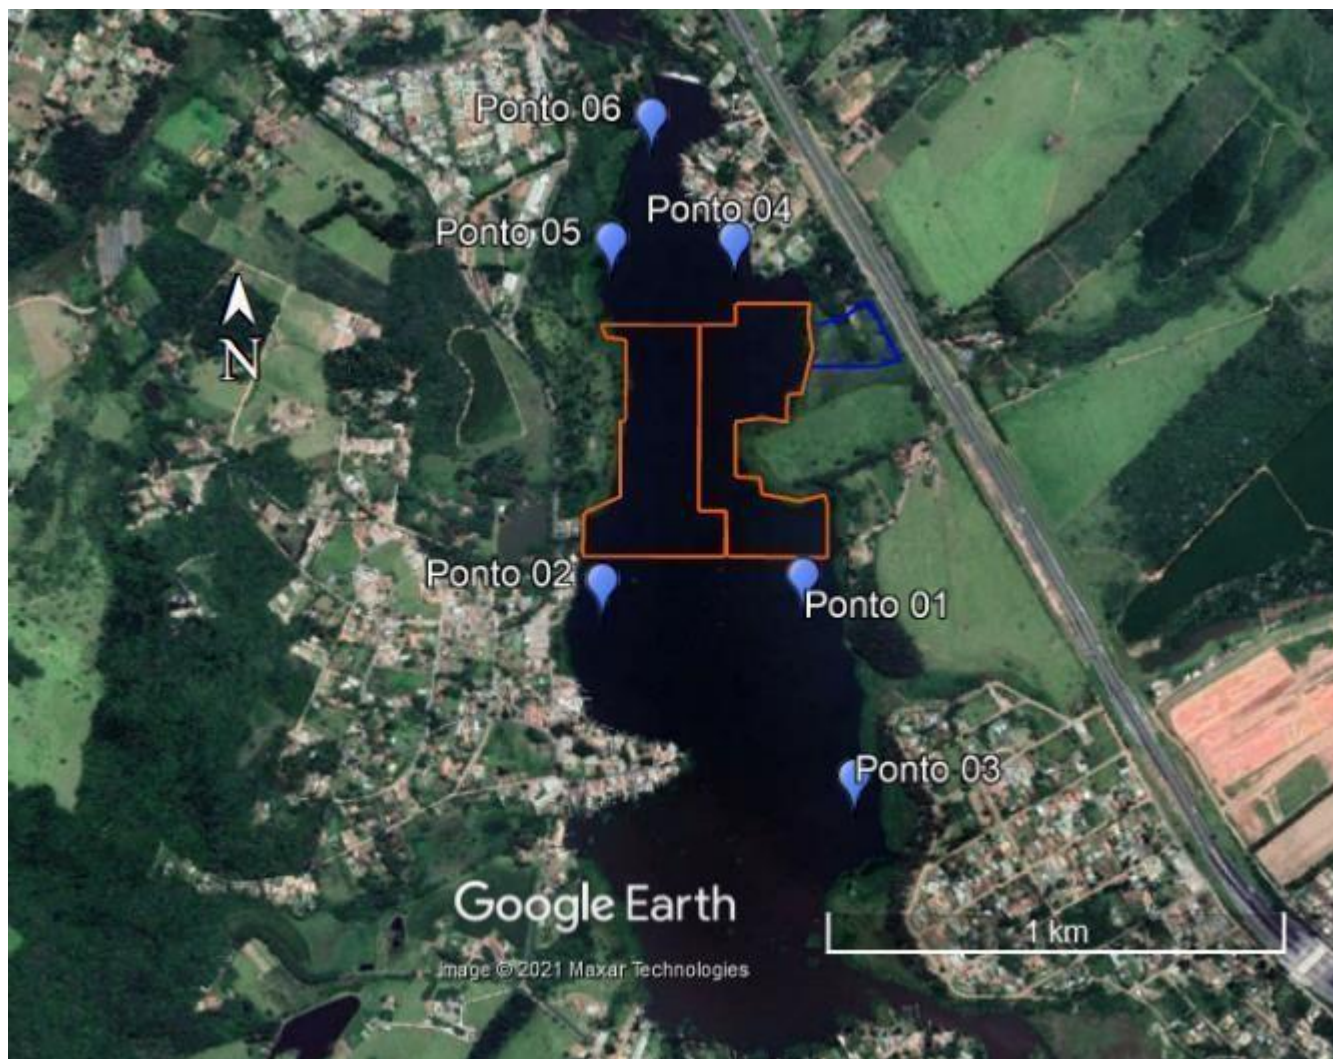 Ponto 06
Ponto 04
Ponto 05
N
Ponto 02
Ponto 01
Ponto 03
Google Earth
1 km
Image © 2021 Maxar Technologies